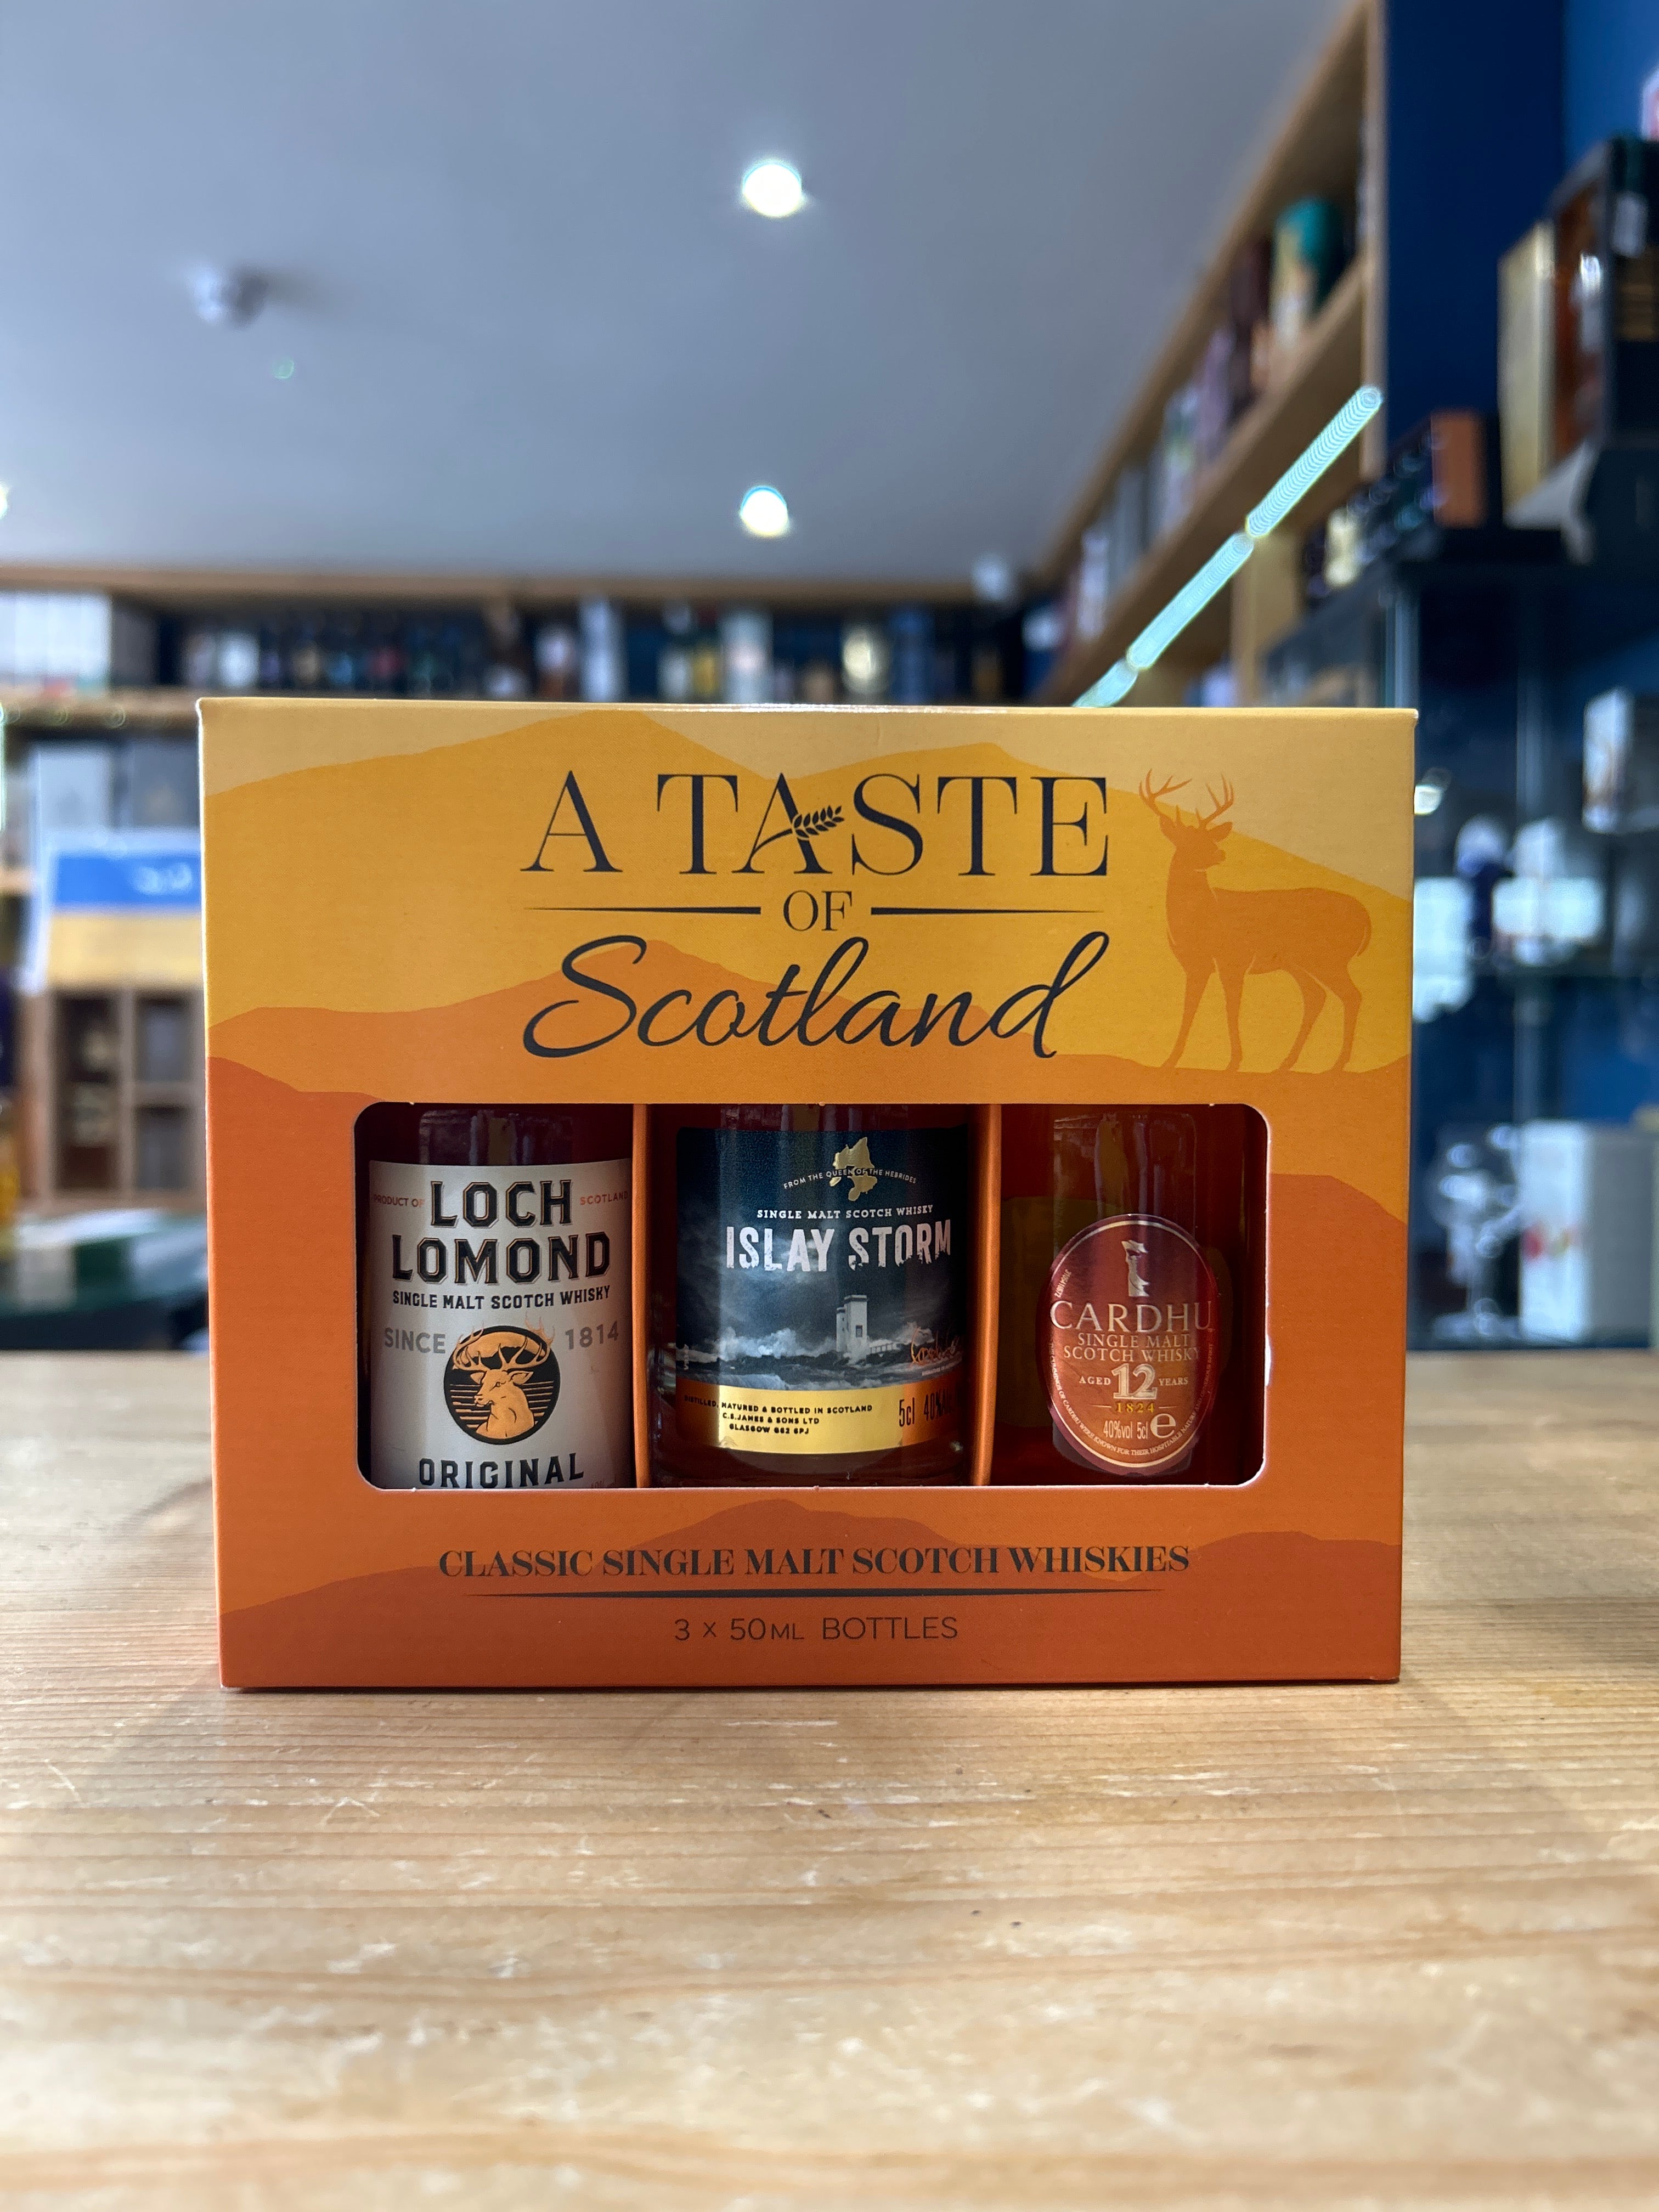 A TASTE
OF
Scotland
PRODUCT OF
SCOTLAND
LOCH
LOMOND
SINGLE MALT SCOTCH WHISKY
SINCE 1814
ORIGINAL
FROM THE QUEEN OF THE HEBRIDES
SINGLE MALT SCOTCH WHISKY
ISLAY STORM
DISTILLED, MATURED & BOTTLED IN SCOTLAND
C.S.JAMES & SONS LTD
GLASGOW G62 6PJ
5cl 40%
CARDHU
SINGLE MALT
SCOTCH WHISKY
AGED 12 YEARS
1824
40%vol 5cl e
CLASSIC SINGLE MALT SCOTCH WHISKIES
3 x 50ML BOTTLES